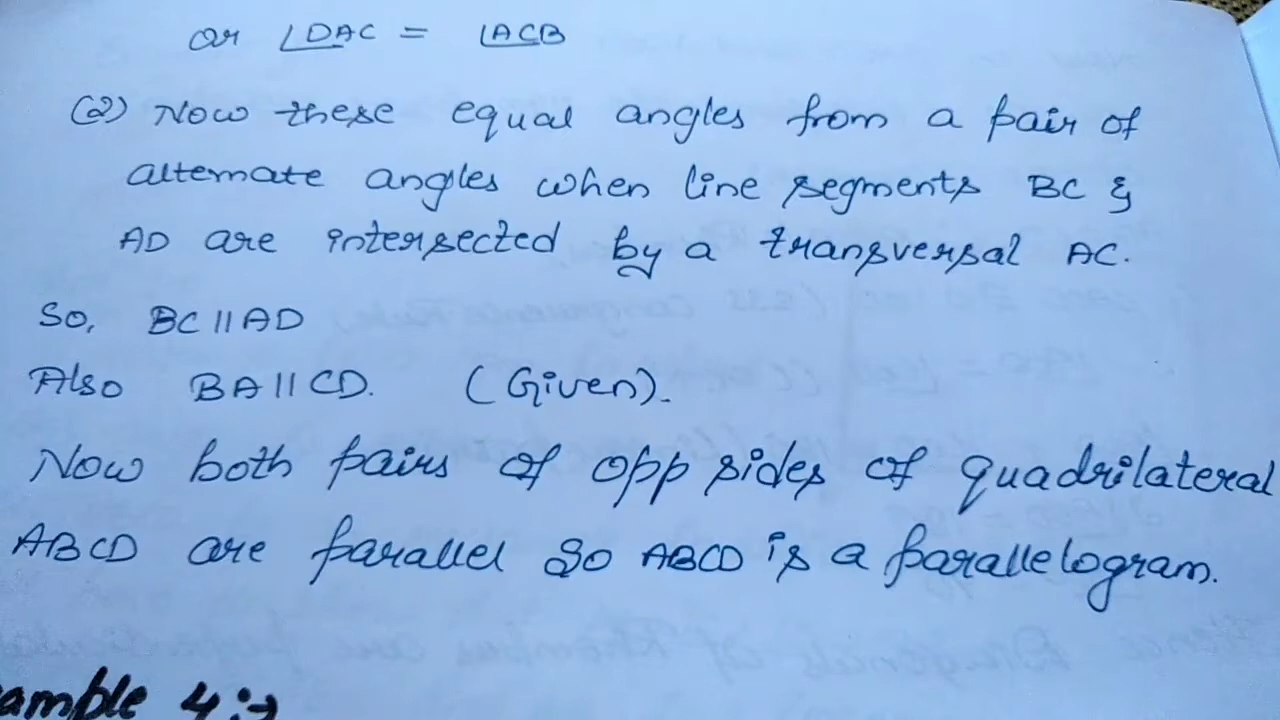 or ∠DAC = ∠ACB
(2) Now these equal angles from a pair of
alternate angles when line segments BC &
AD are intersected by a transversal AC.
So, BC || AD
Also BA || CD. (Given).
Now both pairs of opp sides of quadrilateral
ABCD are parallel So ABCD is a parallelogram.
ample 4:→